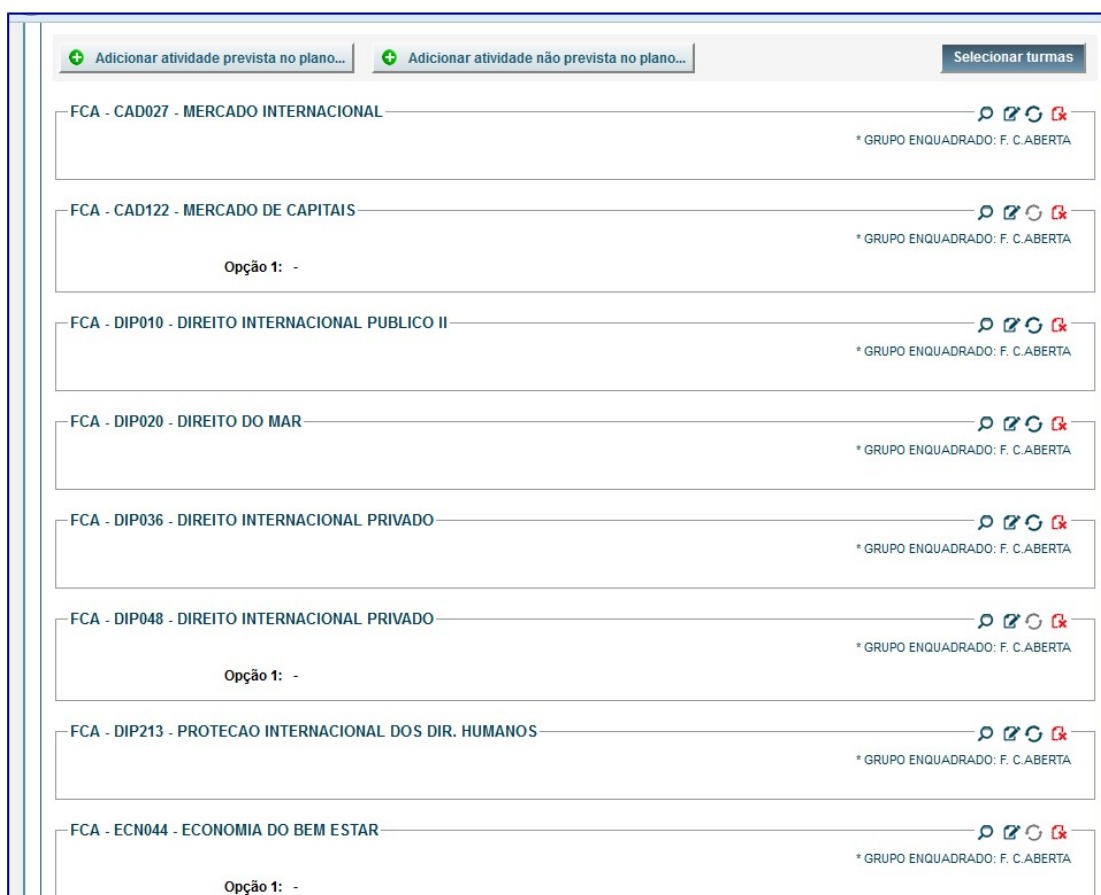 Adicionar atividade prevista no plano... Adicionar atividade não prevista no plano... Selecionar turmas
FCA - CAD027 - MERCADO INTERNACIONAL
* GRUPO ENQUADRADO: F. C.ABERTA
FCA - CAD122 - MERCADO DE CAPITAIS
* GRUPO ENQUADRADO: F. C.ABERTA
Opção 1: -
FCA - DIP010 - DIREITO INTERNACIONAL PUBLICO II
* GRUPO ENQUADRADO: F. C.ABERTA
FCA - DIP020 - DIREITO DO MAR
* GRUPO ENQUADRADO: F. C.ABERTA
FCA - DIP036 - DIREITO INTERNACIONAL PRIVADO
* GRUPO ENQUADRADO: F. C.ABERTA
FCA - DIP048 - DIREITO INTERNACIONAL PRIVADO
* GRUPO ENQUADRADO: F. C.ABERTA
Opção 1: -
FCA - DIP213 - PROTECAO INTERNACIONAL DOS DIR. HUMANOS
* GRUPO ENQUADRADO: F. C.ABERTA
FCA - ECN044 - ECONOMIA DO BEM ESTAR
* GRUPO ENQUADRADO: F. C.ABERTA
Opção 1: -